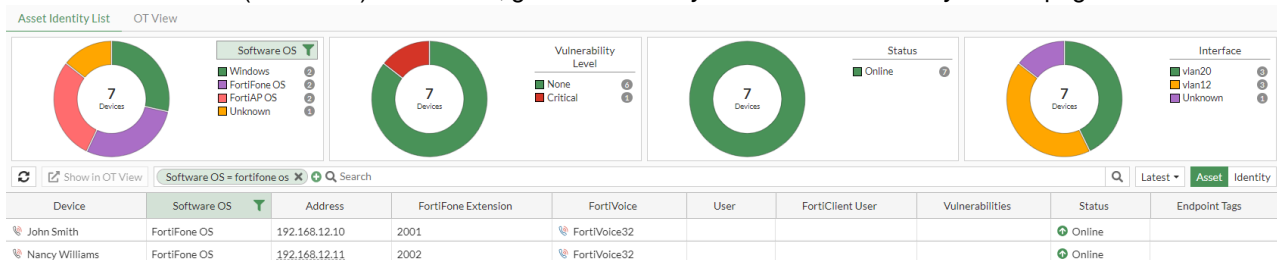 Asset Identity List OT View
Software OS
Windows 2
FortiFone OS 2
FortiAP OS 2
Unknown 1
7
Devices
Vulnerability
Level
None 6
Critical 1
7
Devices
Status
Online 7
7
Devices
Interface
vlan20 3
vlan12 3
Unknown 1
7
Devices
Show in OT View Software OS = fortifone os Search Latest Asset Identity
Device Software OS Address FortiFone Extension FortiVoice User FortiClient User Vulnerabilities Status Endpoint Tags
John Smith FortiFone OS 192.168.12.10 2001 FortiVoice32 Online
Nancy Williams FortiFone OS 192.168.12.11 2002 FortiVoice32 Online